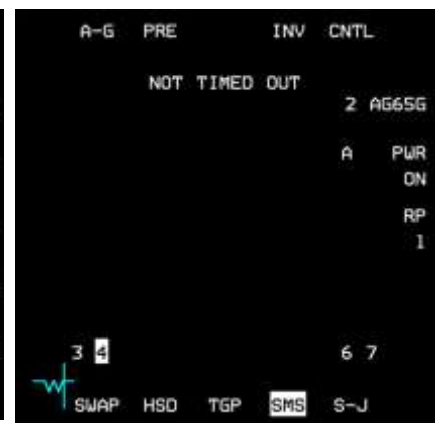 A-G PRE INV CNTL
NOT TIMED OUT
2 AG65G
A PWR
ON
RP
1
3 4 6 7
SWAP HSD TGP SMS S-J